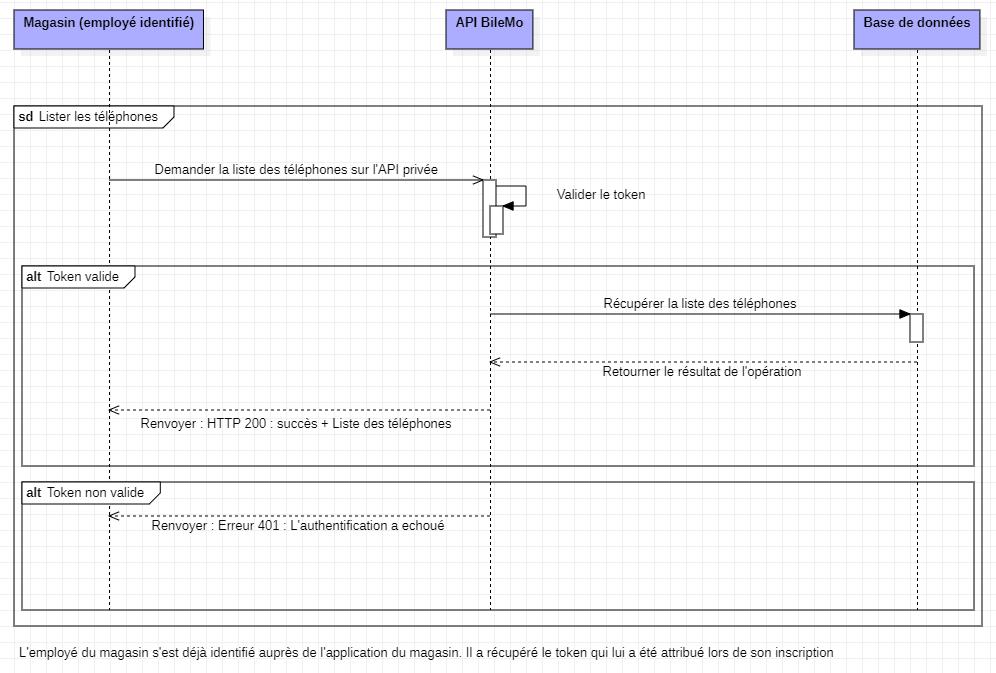 Magasin (employé identifié)
API BileMo
Base de données
sd Lister les téléphones
Demander la liste des téléphones sur l'API privée
Valider le token
alt Token valide
Récupérer la liste des téléphones
Retourner le résultat de l'opération
Renvoyer : HTTP 200 : succès + Liste des téléphones
alt Token non valide
Renvoyer : Erreur 401 : L'authentification a echoué
L'employé du magasin s'est déjà identifié auprès de l'application du magasin. Il a récupéré le token qui lui a été attribué lors de son inscription